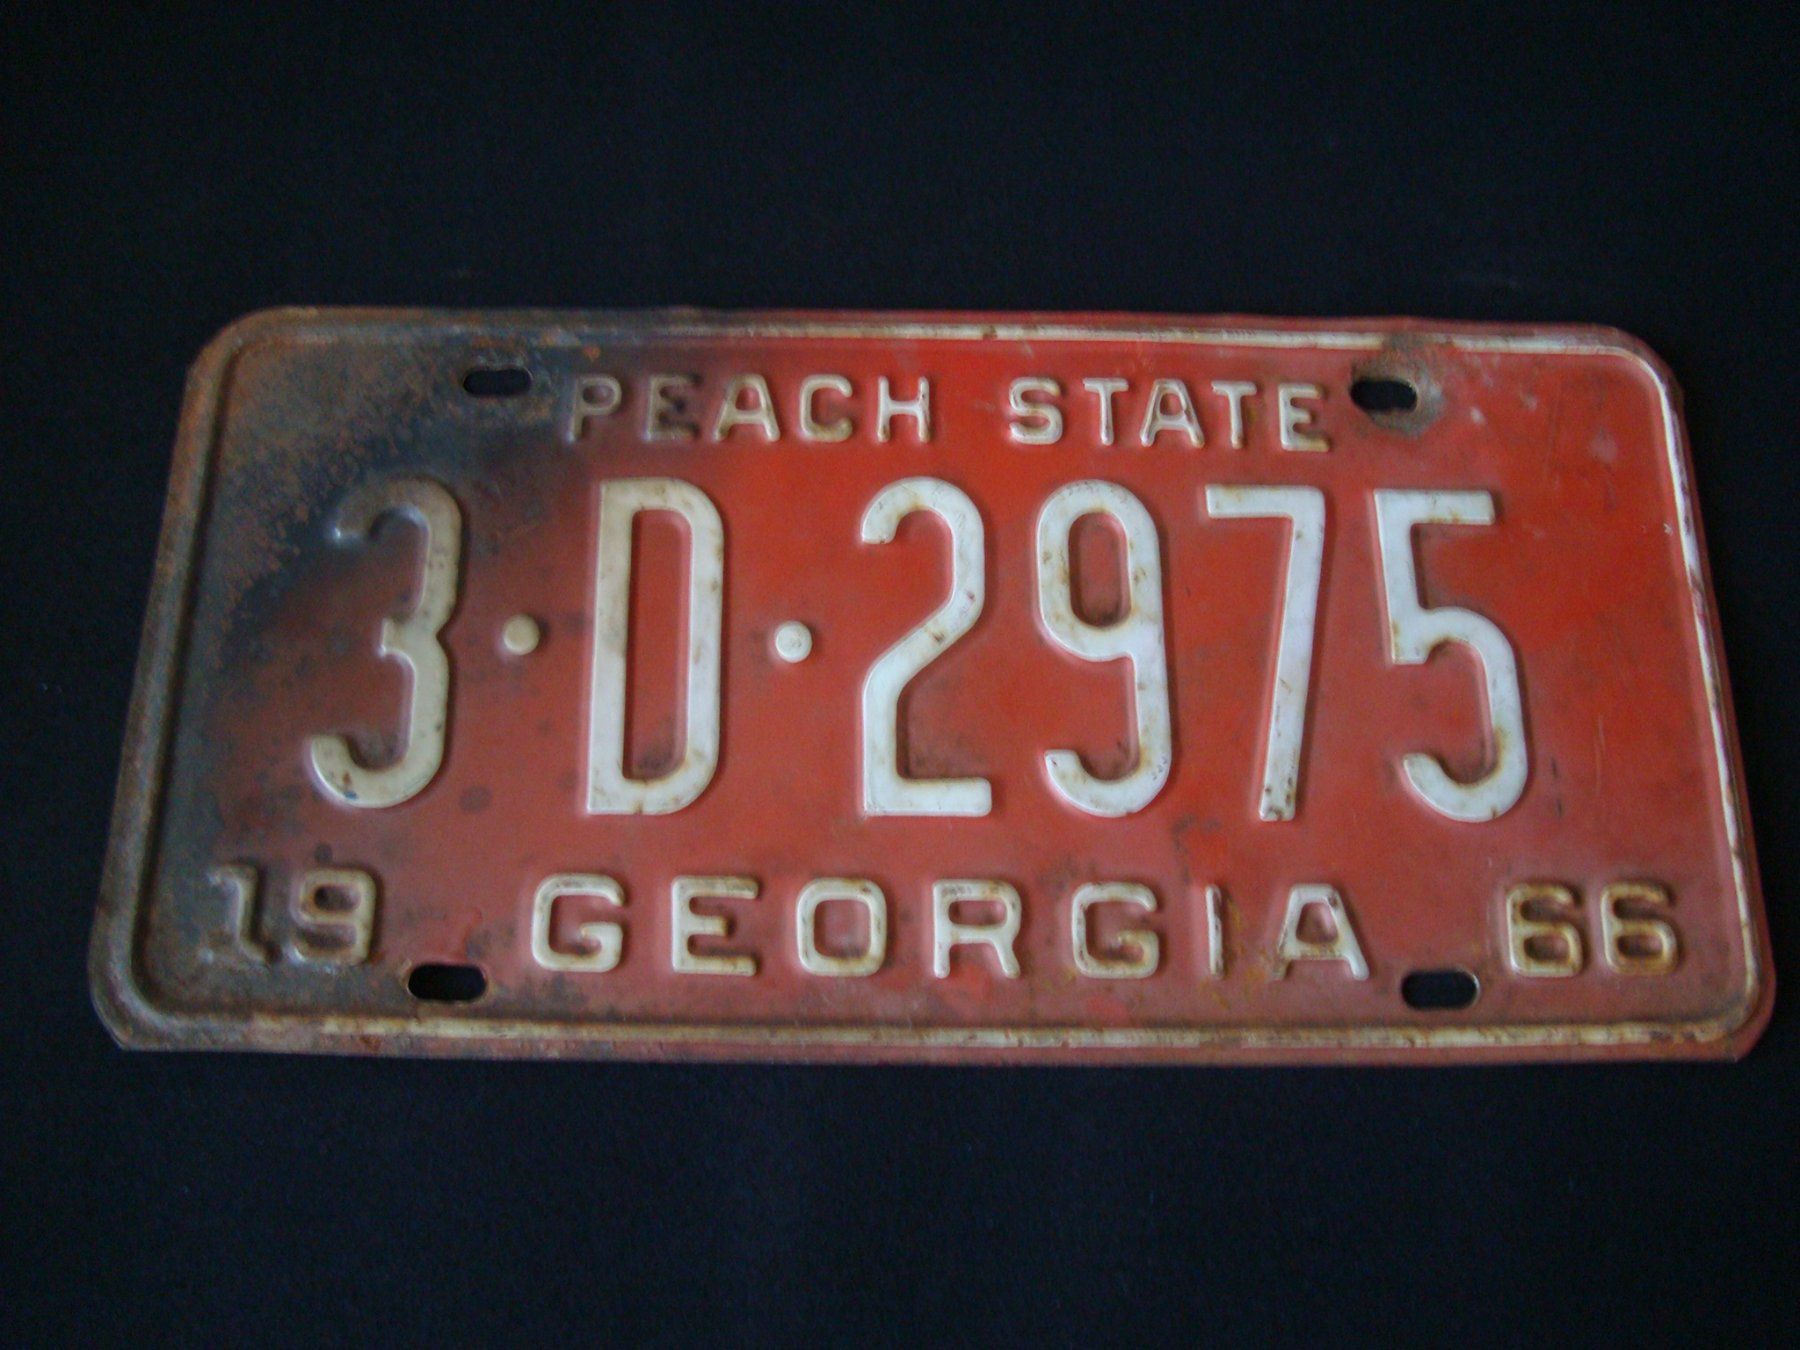 PEACH STATE
3·D·2975
19 GEORGIA 66